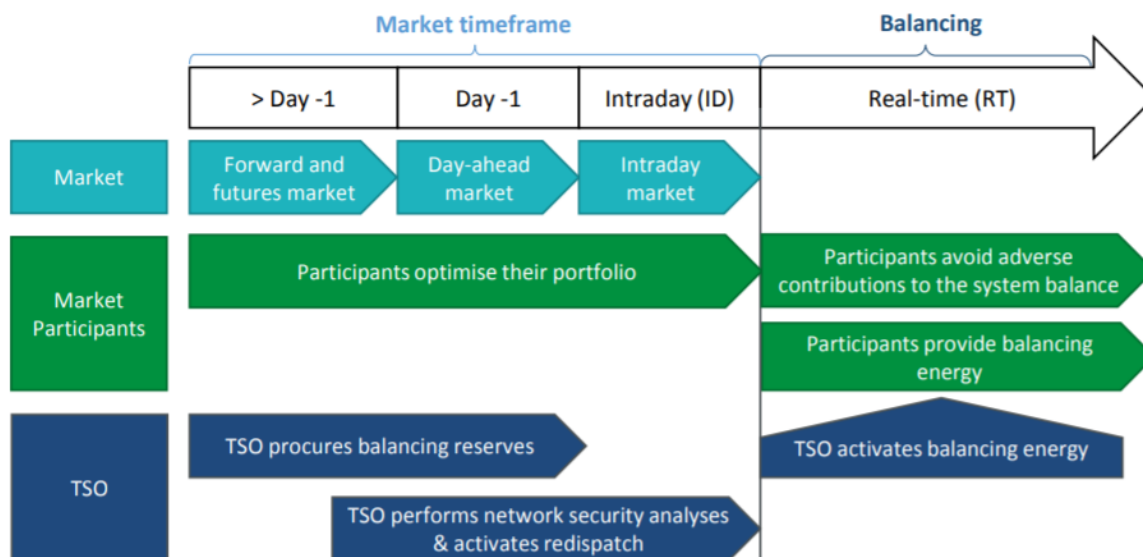 Market timeframe
Balancing
> Day -1
Day -1
Intraday (ID)
Real-time (RT)
Market
Forward and
futures market
Day-ahead
market
Intraday
market
Market
Participants
Participants optimise their portfolio
Participants avoid adverse
contributions to the system balance
Participants provide balancing
energy
TSO
TSO procures balancing reserves
TSO activates balancing energy
TSO performs network security analyses
& activates redispatch